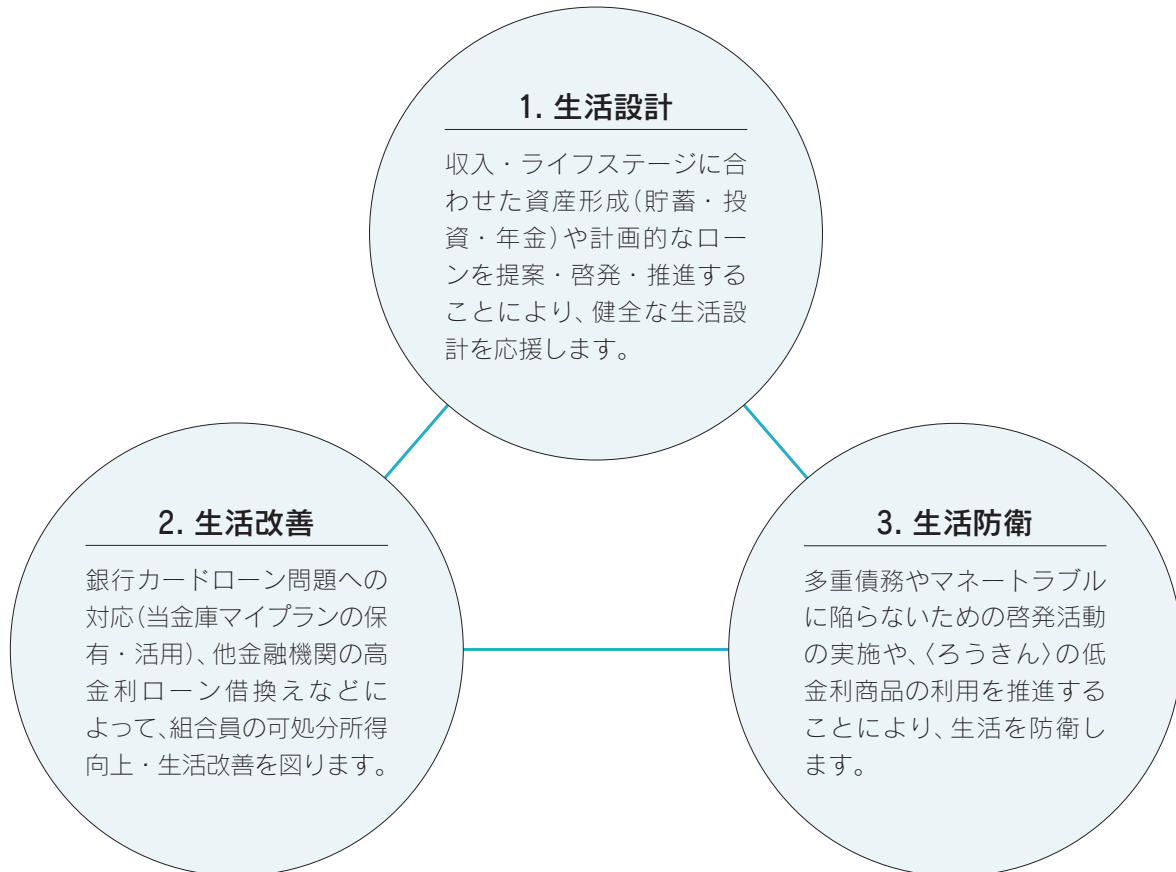 1. 生活設計
収入・ライフステージに合
わせた資産形成(貯蓄・投
資・年金)や計画的なロー
ンを提案・啓発・推進する
ことにより、健全な生活設
計を応援します。
2. 生活改善
銀行カードローン問題への
対応(当金庫マイプランの保
有・活用)、他金融機関の高
金利ローン借換えなどに
よって、組合員の可処分所得
向上・生活改善を図ります。
3. 生活防衛
多重債務やマネートラブル
に陥らないための啓発活動
の実施や、〈ろうきん〉の低
金利商品の利用を推進する
ことにより、生活を防衛し
ます。